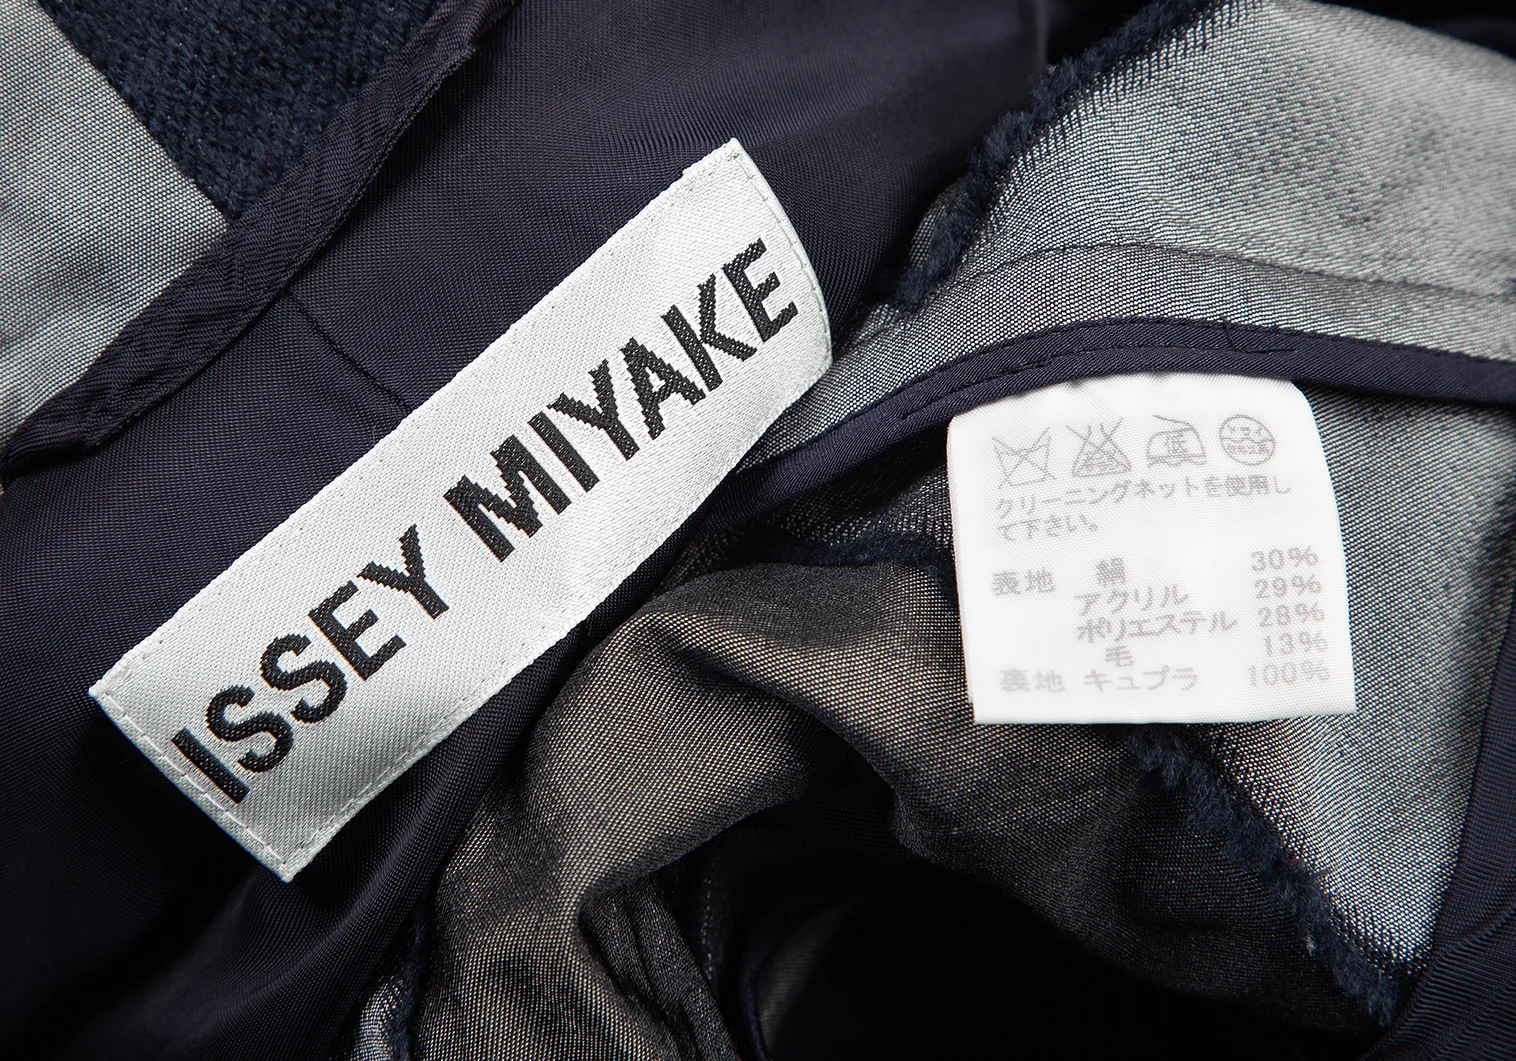 ISSEY MIYAKE
低
クリーニングネットを使用し
て下さい。
表地 絹 30%
アクリル 29%
ポリエステル 28%
毛 13%
裏地 キュプラ 100%